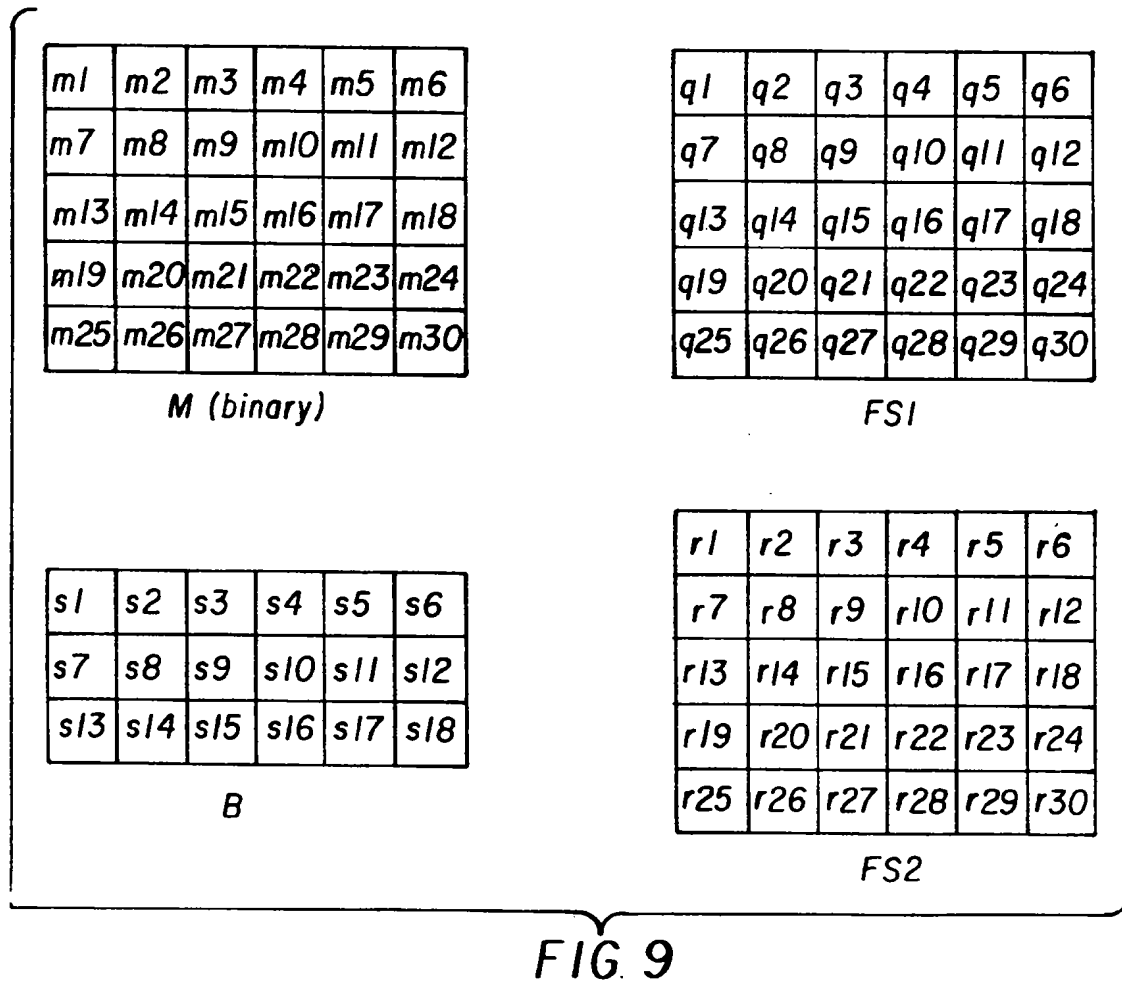 m1 m2 m3 m4 m5 m6
m7 m8 m9 m10 m11 m12
m13 m14 m15 m16 m17 m18
m19 m20 m21 m22 m23 m24
m25 m26 m27 m28 m29 m30
M (binary)
q1 q2 q3 q4 q5 q6
q7 q8 q9 q10 q11 q12
q13 q14 q15 q16 q17 q18
q19 q20 q21 q22 q23 q24
q25 q26 q27 q28 q29 q30
FS1
s1 s2 s3 s4 s5 s6
s7 s8 s9 s10 s11 s12
s13 s14 s15 s16 s17 s18
B
r1 r2 r3 r4 r5 r6
r7 r8 r9 r10 r11 r12
r13 r14 r15 r16 r17 r18
r19 r20 r21 r22 r23 r24
r25 r26 r27 r28 r29 r30
FS2
FIG. 9